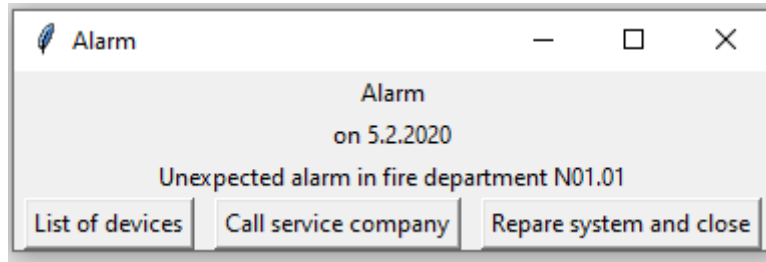 Alarm
Alarm
on 5.2.2020
Unexpected alarm in fire department N01.01
List of devices Call service company Repare system and close